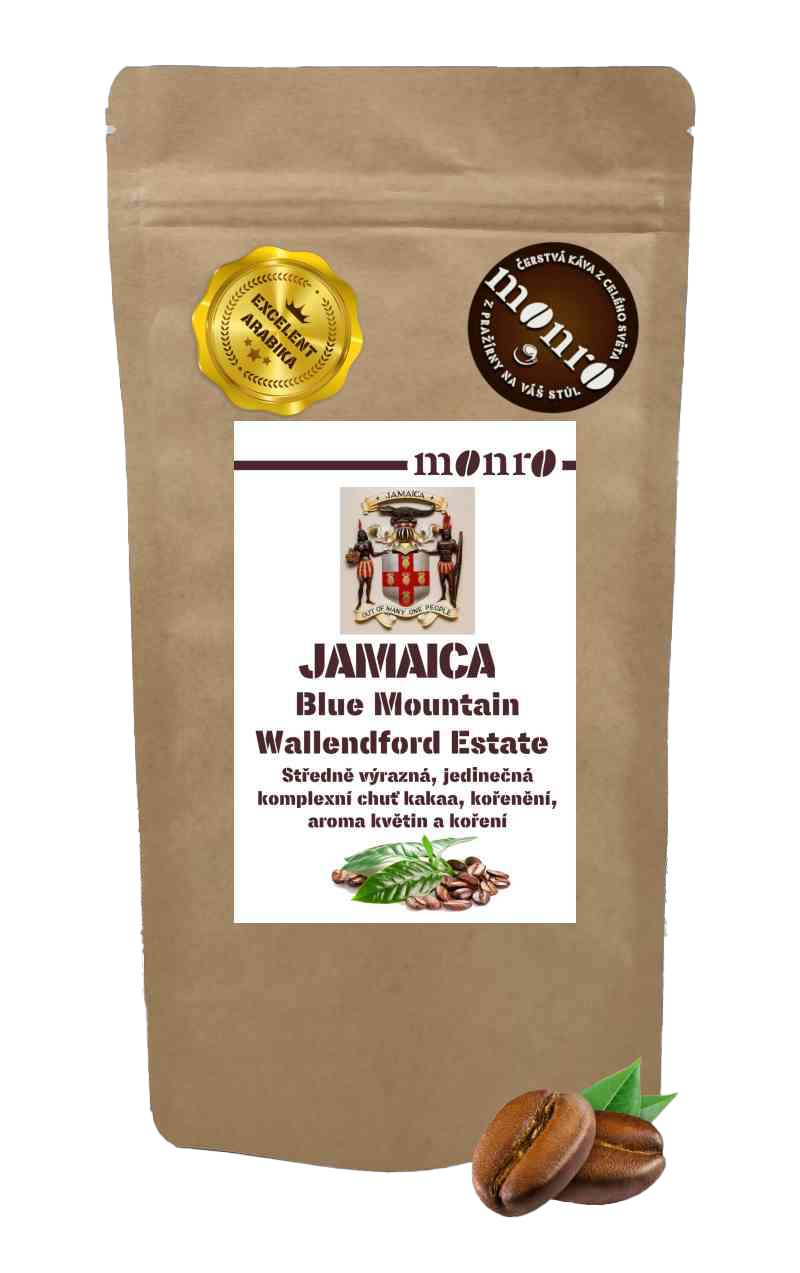 EXCELENT
ARABIKA
ČERSTVÁ KÁVA Z CELÉHO SVĚTA
monro
Z PRAŽÍRNY NA VÁŠ STŮL
monro
JAMAICA
OUT OF MANY ONE PEOPLE
JAMAICA
Blue Mountain
Wallendford Estate
Středně výrazná, jedinečná
komplexní chuť kakaa, kořenění,
aroma květin a koření